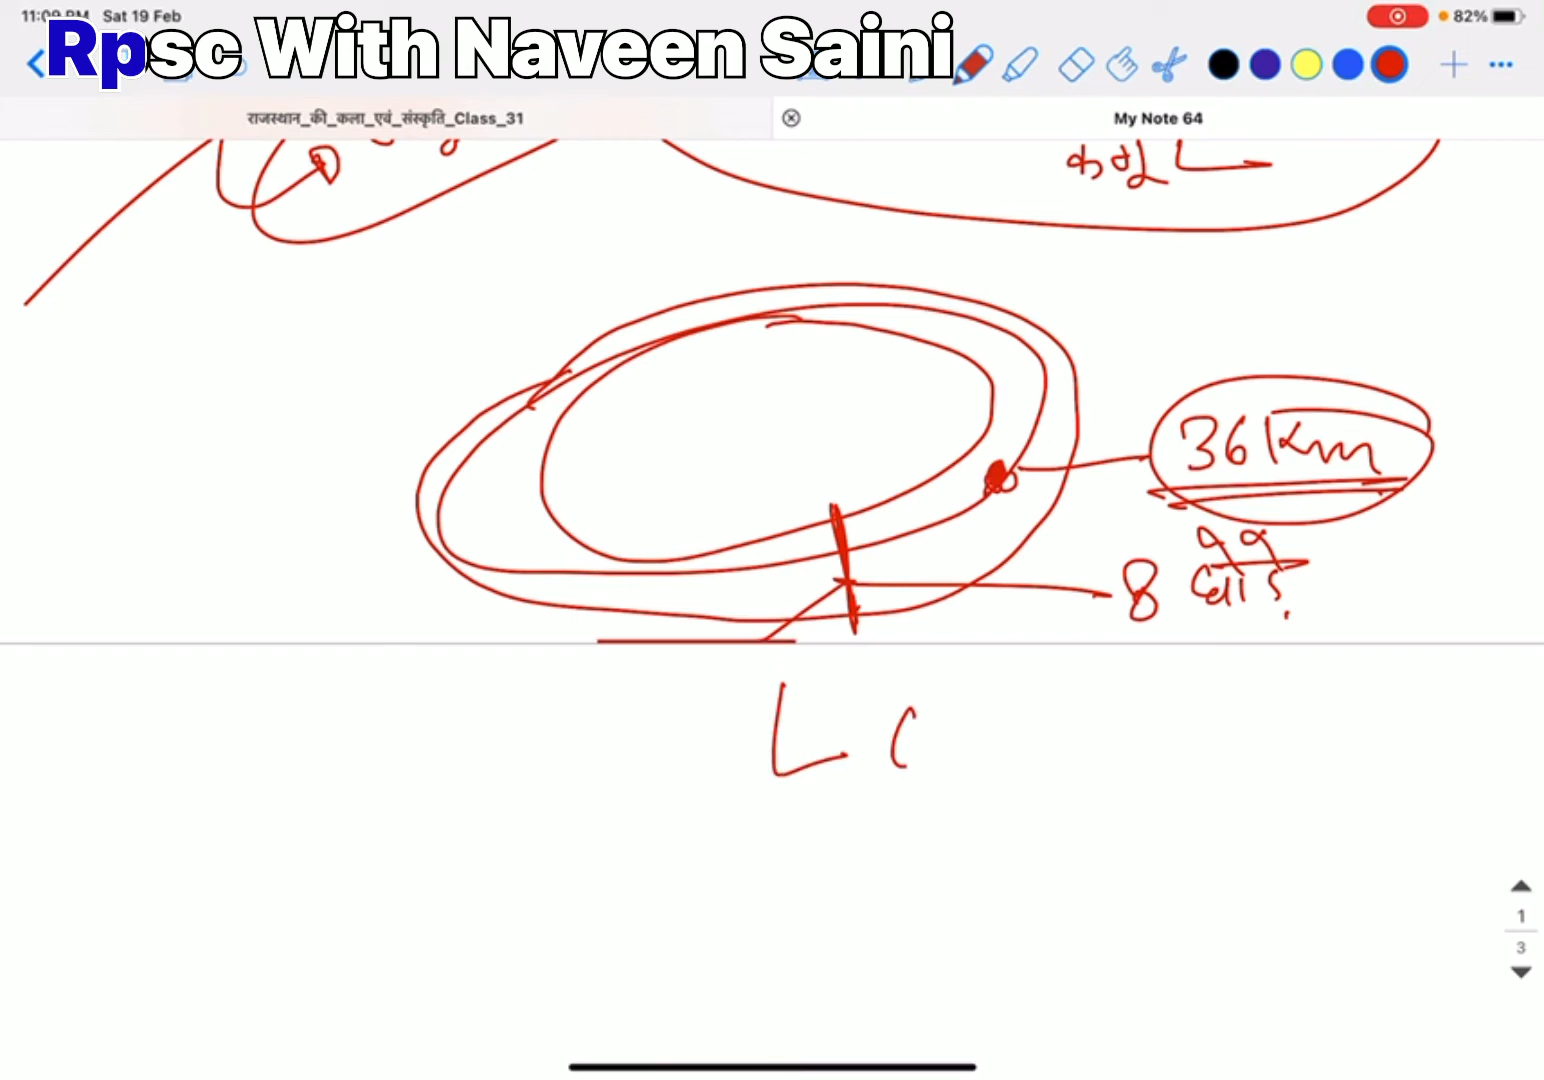 11:09 PM Sat 19 Feb
82%
Rpsc With Naveen Saini
राजस्थान_की_कला_एवं_संस्कृति_Class_31
My Note 64
36 Km
8
L
1
3